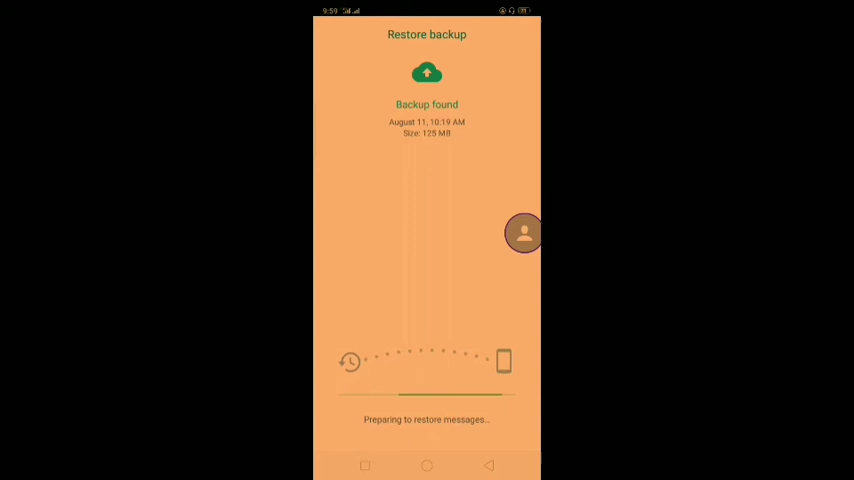 9:59
Restore backup
Backup found
August 11, 10:19 AM
Size: 125 MB
Preparing to restore messages...